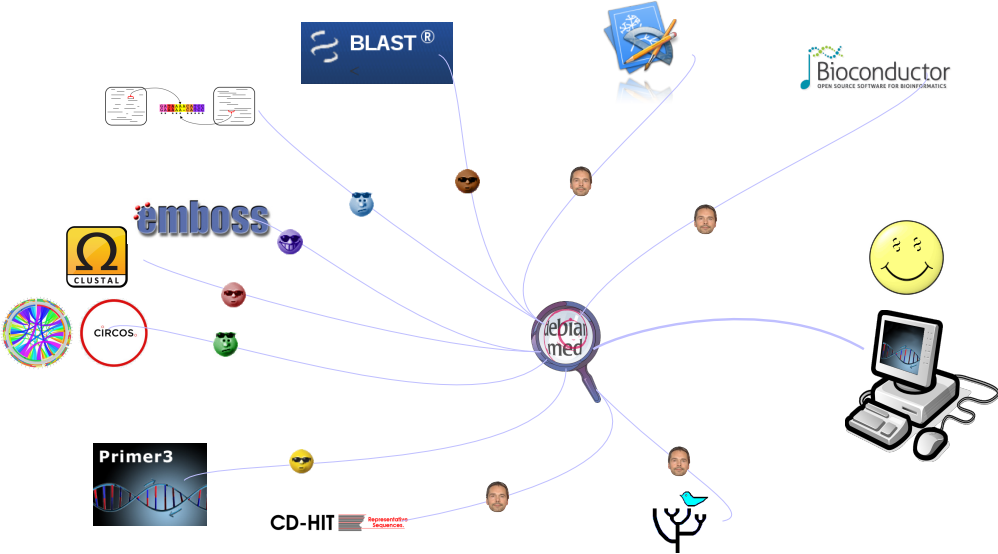 BLAST ®
Bioconductor
OPEN SOURCE SOFTWARE FOR BIOINFORMATICS
emboss
CLUSTAL
CIRCOS
debian
med
Primer3
CD-HIT
Representative
Sequences.